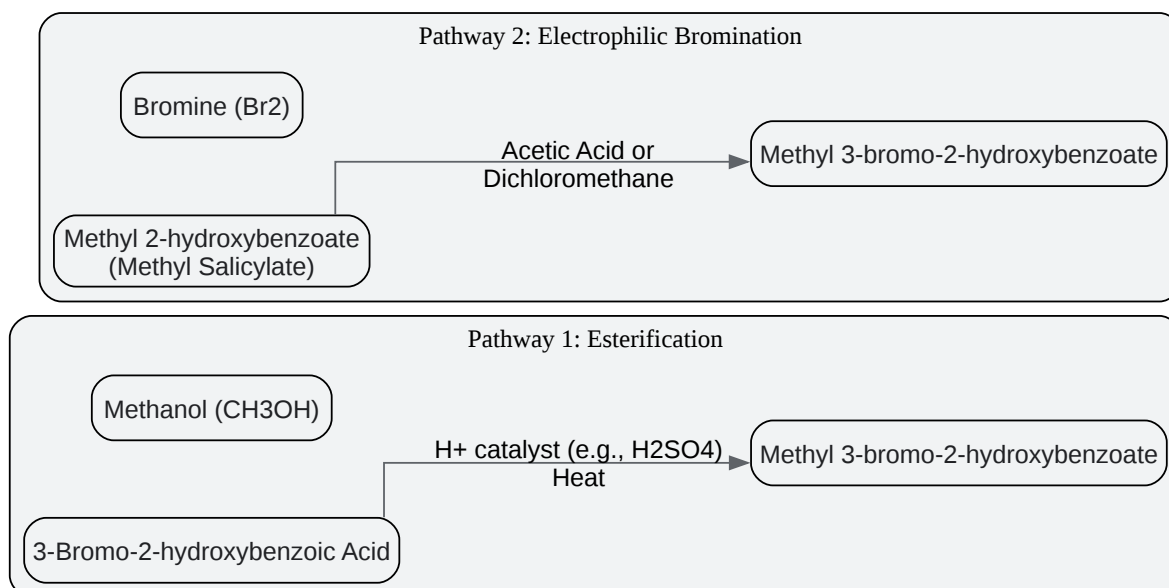 Pathway 2: Electrophilic Bromination
Bromine (Br2)
Acetic Acid or
Dichloromethane
Methyl 3-bromo-2-hydroxybenzoate
Methyl 2-hydroxybenzoate
(Methyl Salicylate)
Pathway 1: Esterification
Methanol (CH3OH)
H+ catalyst (e.g., H2SO4)
Heat
Methyl 3-bromo-2-hydroxybenzoate
3-Bromo-2-hydroxybenzoic Acid